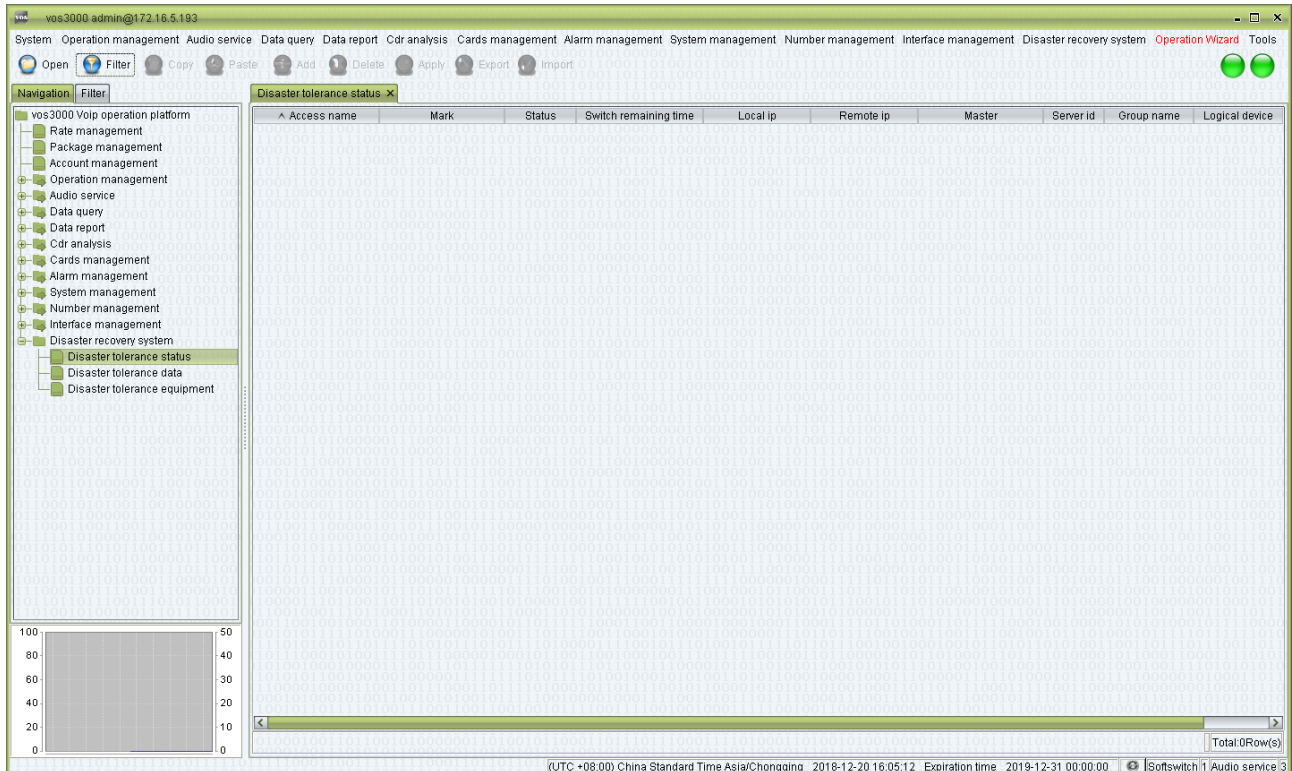 vos vos3000 admin@172.16.5.193
System Operation management Audio service Data query Data report Cdr analysis Cards management Alarm management System management Number management Interface management Disaster recovery system Operation Wizard Tools
Open Filter Copy Paste Add Delete Apply Export Import
Navigation Filter
Disaster tolerance status ×
vos3000 Voip operation platform
Rate management
Package management
Account management
Operation management
Audio service
Data query
Data report
Cdr analysis
Cards management
Alarm management
System management
Number management
Interface management
Disaster recovery system
Disaster tolerance status
Disaster tolerance data
Disaster tolerance equipment
Access name Mark Status Switch remaining time Local ip Remote ip Master Server id Group name Logical device
100 50
80 40
60 30
40 20
20 10
0 0
Total:0Row(s)
(UTC +08:00) China Standard Time Asia/Chongqing 2018-12-20 16:05:12 Expiration time 2019-12-31 00:00:00 Softswitch 1 Audio service 3